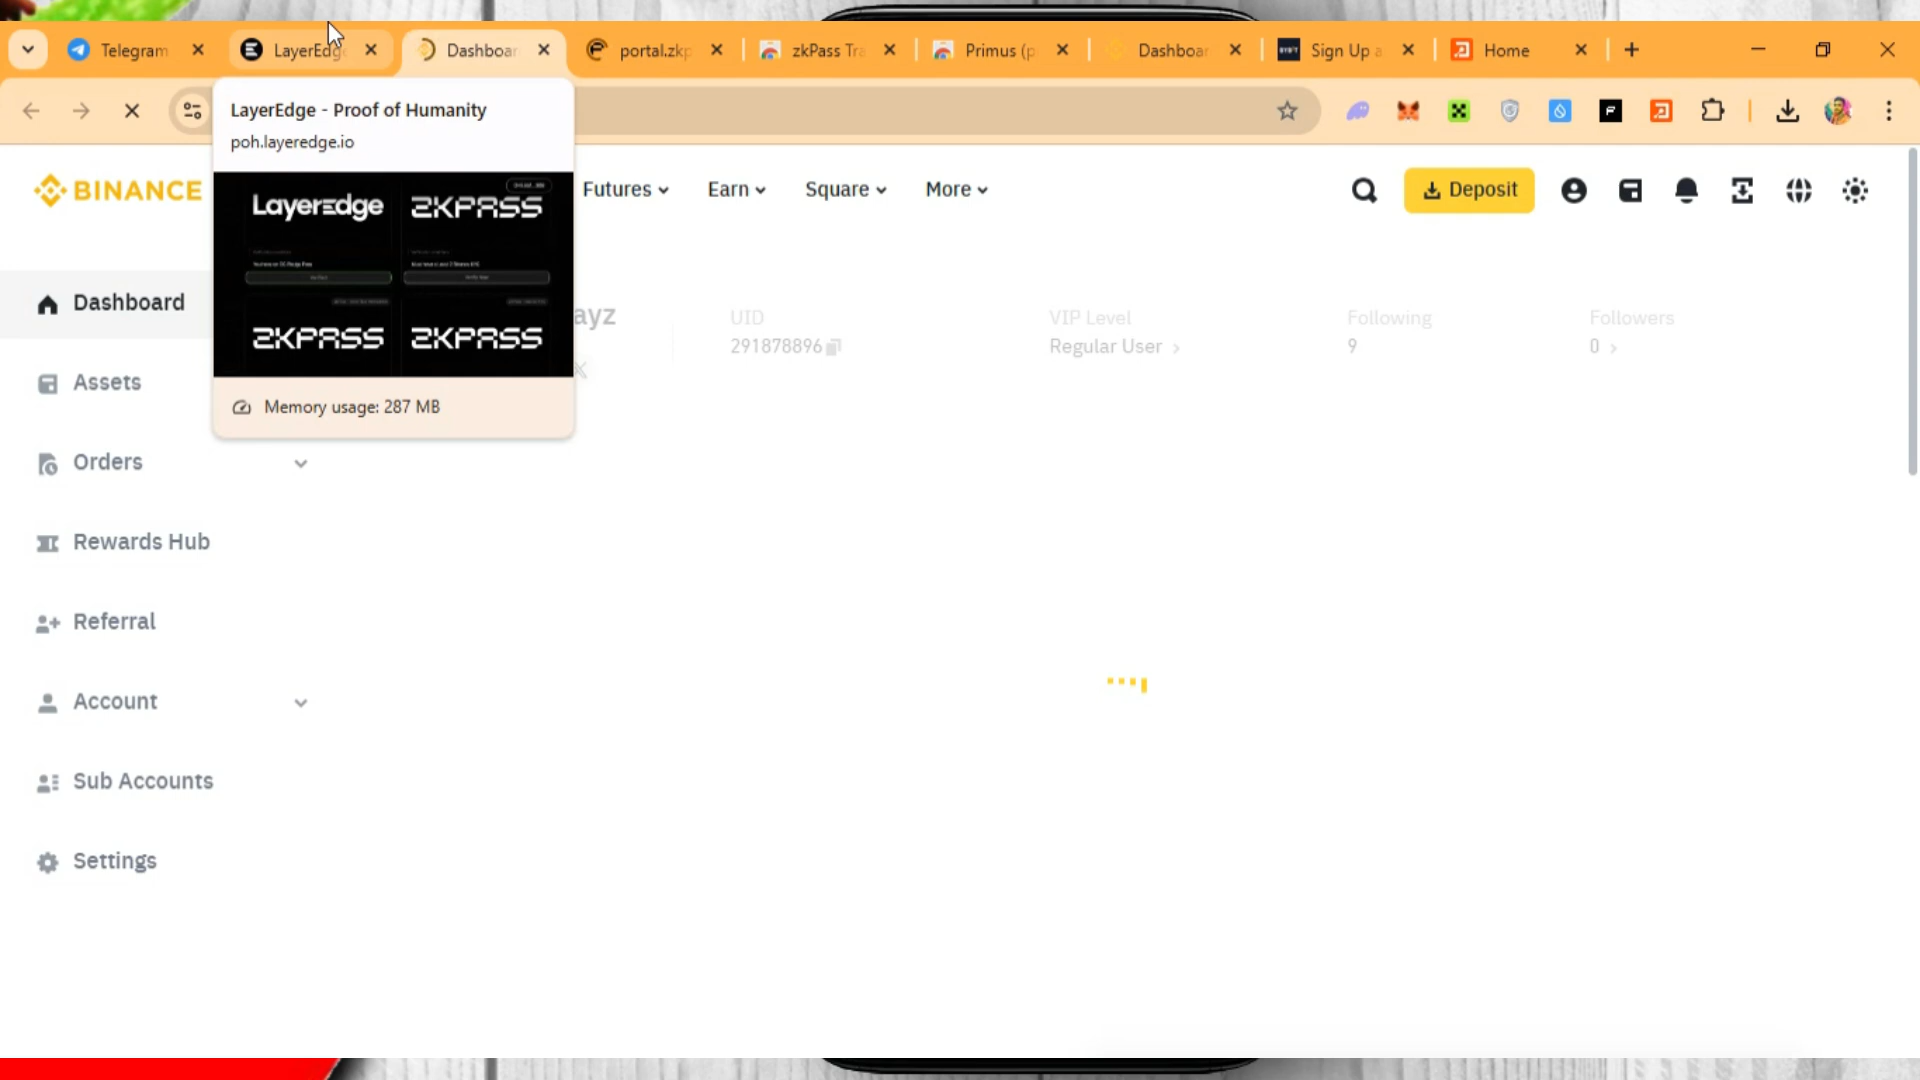 Telegram
LayerEdge
Dashboar
portal.zkp
zkPass Tra
Primus (p
Dashboar
Sign Up a
Home
LayerEdge - Proof of Humanity
poh.layeredge.io
LayerEdge
ZKPASS
ZKPASS
ZKPASS
Memory usage: 287 MB
BINANCE
Futures
Earn
Square
More
Deposit
Dashboard
Assets
Orders
Rewards Hub
Referral
Account
Sub Accounts
Settings
ayz
UID
291878896
VIP Level
Regular User
Following
9
Followers
0